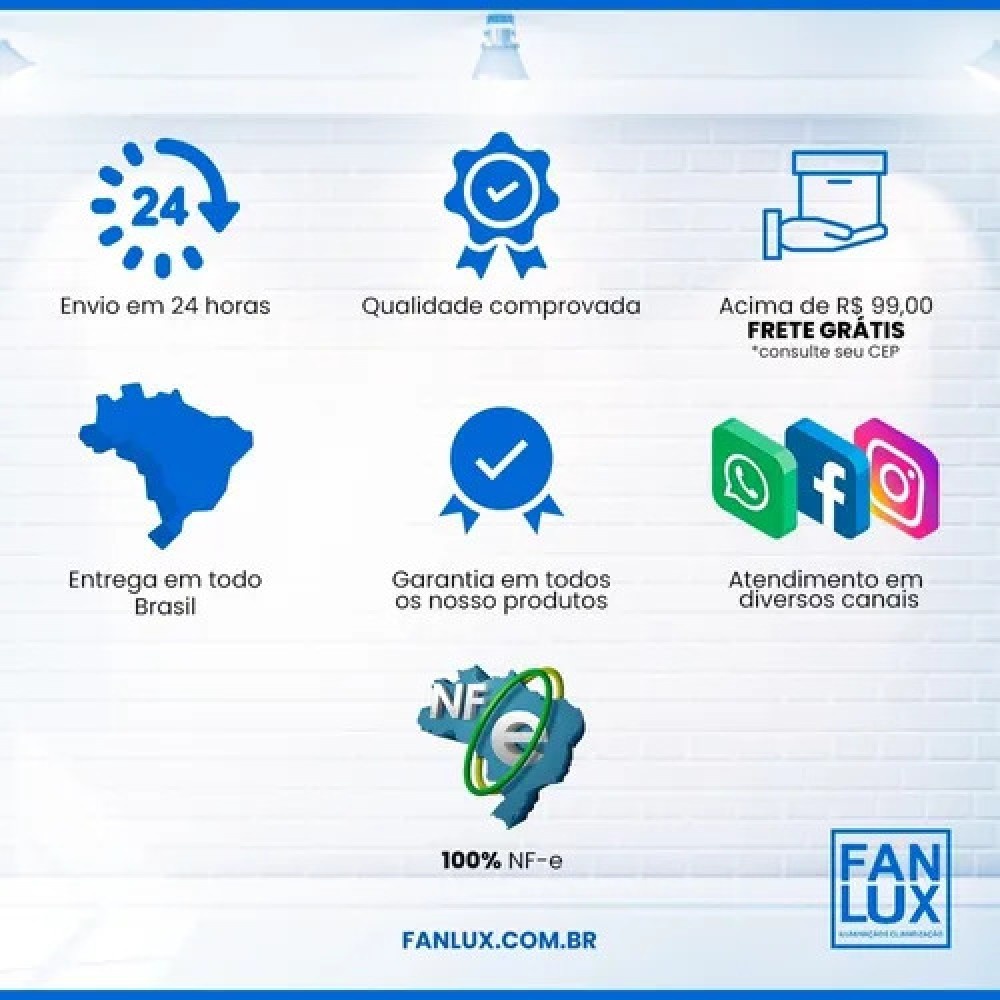 24
Envio em 24 horas
Qualidade comprovada
Acima de R$ 99,00
FRETE GRÁTIS
*consulte seu CEP
Entrega em todo
Brasil
Garantia em todos
os nosso produtos
Atendimento em
diversos canais
NF
e
100% NF-e
FANLUX.COM.BR
FAN
LUX